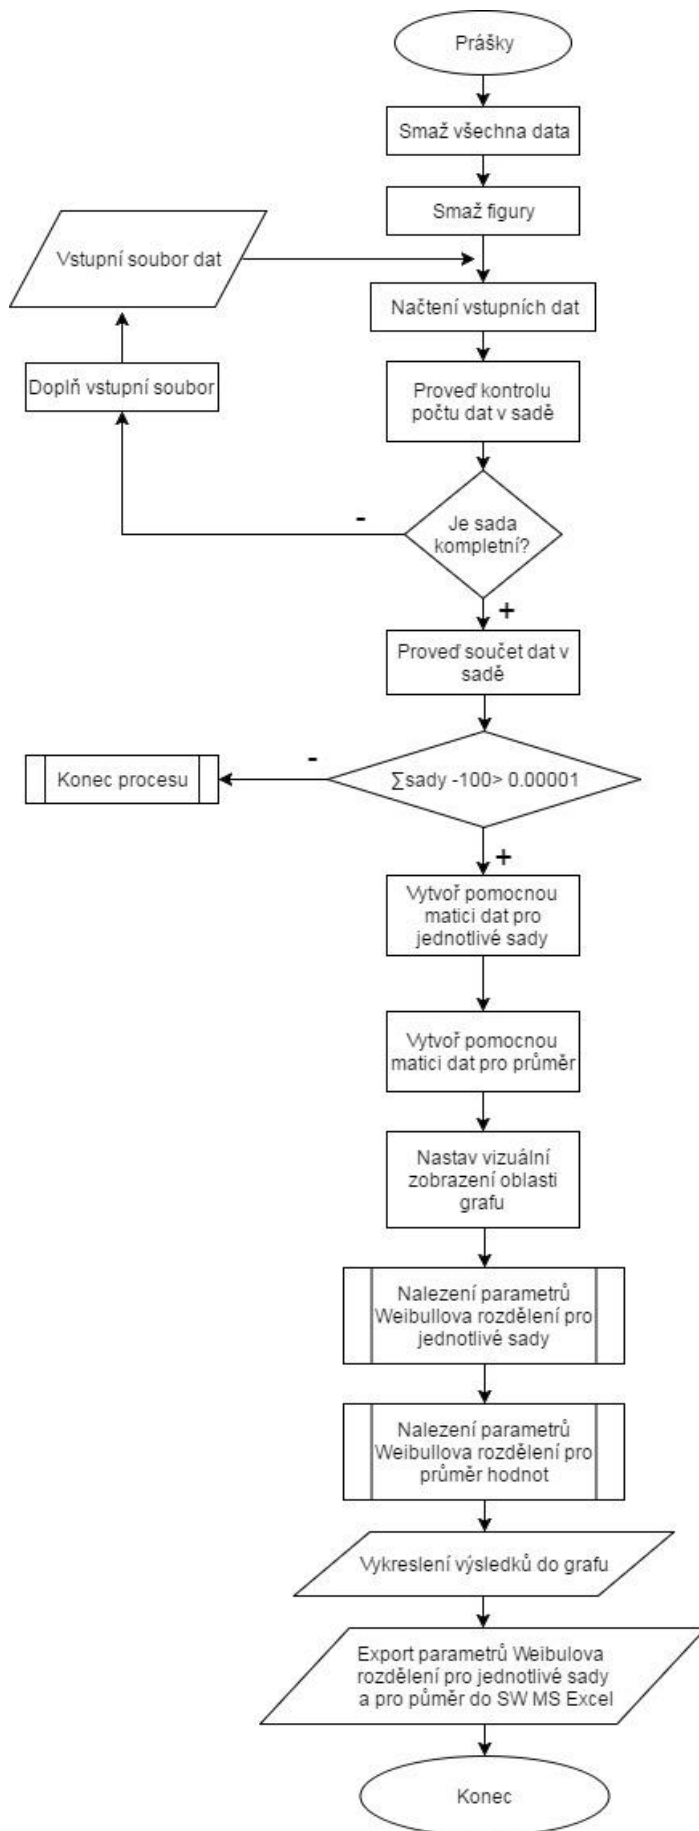 Prášky
Smaž všechna data
Smaž figury
Vstupní soubor dat
Načtení vstupních dat
Doplň vstupní soubor
Proveď kontrolu
počtu dat v sadě
-
Je sada
kompletní?
+
Proveď součet dat v
sadě
-
Konec procesu
∑sady -100> 0.00001
+
Vytvoř pomocnou
matici dat pro
jednotlivé sady
Vytvoř pomocnou
matici dat pro průměr
Nastav vizuální
zobrazení oblasti
grafu
Nalezení parametrů
Weibullova rozdělení pro
jednotlivé sady
Nalezení parametrů
Weibullova rozdělení pro
průměr hodnot
Vykreslení výsledků do grafu
Export parametrů Weibulova
rozdělení pro jednotlivé sady
a pro půměr do SW MS Excel
Konec